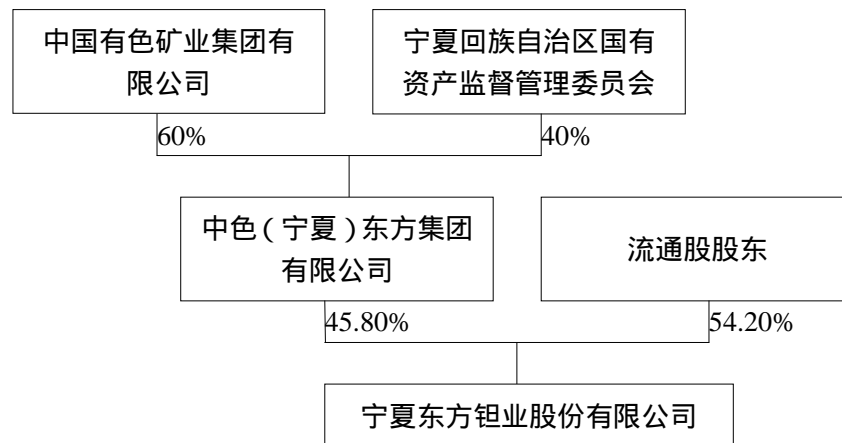 中国有色矿业集团有
限公司
宁夏回族自治区国有
资产监督管理委员会
60%
40%
中色（宁夏）东方集团
有限公司
流通股股东
45.80%
54.20%
宁夏东方钽业股份有限公司